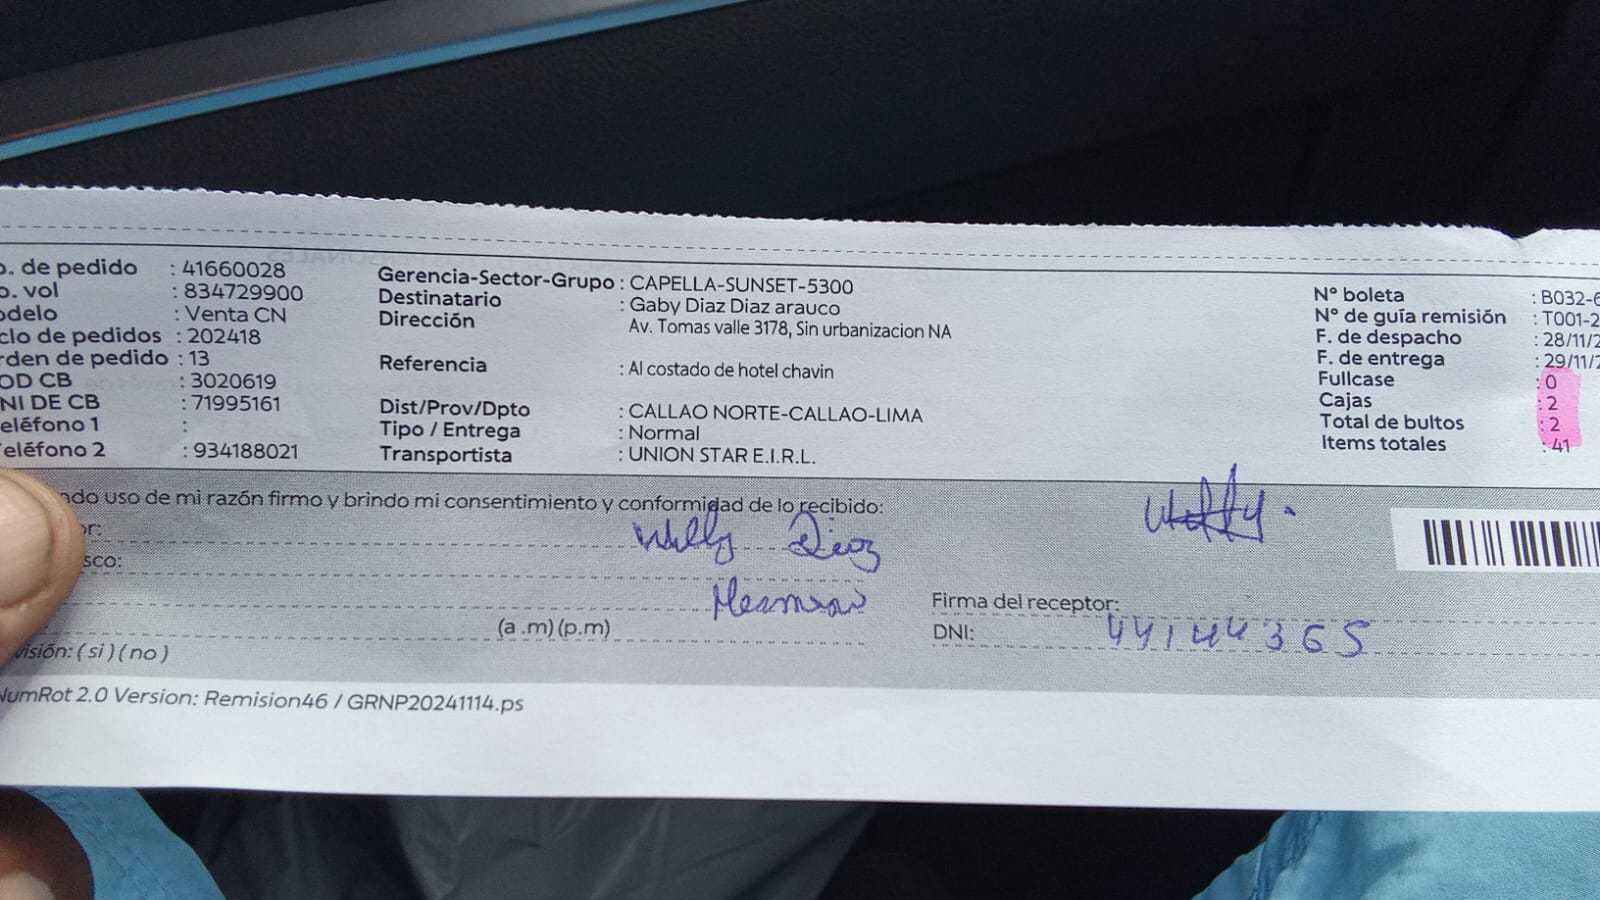 o. de pedido : 41660028
o. vol : 834729900
odelo : Venta CN
clo de pedidos : 202418
rden de pedido : 13
OD CB : 3020619
NI DE CB : 71995161
eléfono 1 :
eléfono 2 : 934188021
Gerencia-Sector-Grupo : CAPELLA-SUNSET-5300
Destinatario : Gaby Diaz Diaz arauco
Dirección Av. Tomas valle 3178, Sin urbanizacion NA
Referencia : Al costado de hotel chavin
Dist/Prov/Dpto : CALLAO NORTE-CALLAO-LIMA
Tipo / Entrega : Normal
Transportista : UNION STAR E.I.R.L.
N° boleta : B032-6
N° de guía remisión : T001-2
F. de despacho : 28/11/2
F. de entrega : 29/11/2
Fullcase : 0
Cajas : 2
Total de bultos : 2
Items totales : 41
ndo uso de mi razón firmo y brindo mi consentimiento y conformidad de lo recibido:
or: Willy Diaz
sco: Hermano
(a .m) (p.m)
Firma del receptor:
DNI: 44144365
visión: ( si ) ( no )
NumRot 2.0 Version: Remision46 / GRNP20241114.ps